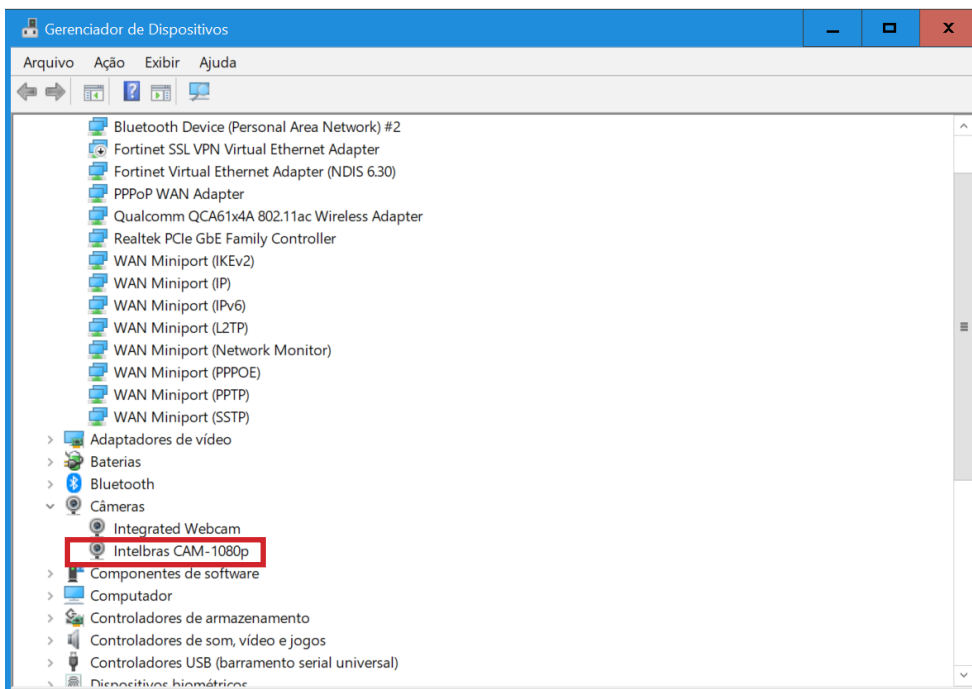 Gerenciador de Dispositivos
Arquivo Ação Exibir Ajuda
Bluetooth Device (Personal Area Network) #2
Fortinet SSL VPN Virtual Ethernet Adapter
Fortinet Virtual Ethernet Adapter (NDIS 6.30)
PPPoP WAN Adapter
Qualcomm QCA61x4A 802.11ac Wireless Adapter
Realtek PCIe GbE Family Controller
WAN Miniport (IKEv2)
WAN Miniport (IP)
WAN Miniport (IPv6)
WAN Miniport (L2TP)
WAN Miniport (Network Monitor)
WAN Miniport (PPPOE)
WAN Miniport (PPTP)
WAN Miniport (SSTP)
Adaptadores de vídeo
Baterias
Bluetooth
Câmeras
Integrated Webcam
Intelbras CAM-1080p
Componentes de software
Computador
Controladores de armazenamento
Controladores de som, vídeo e jogos
Controladores USB (barramento serial universal)
Dispositivos biométricos